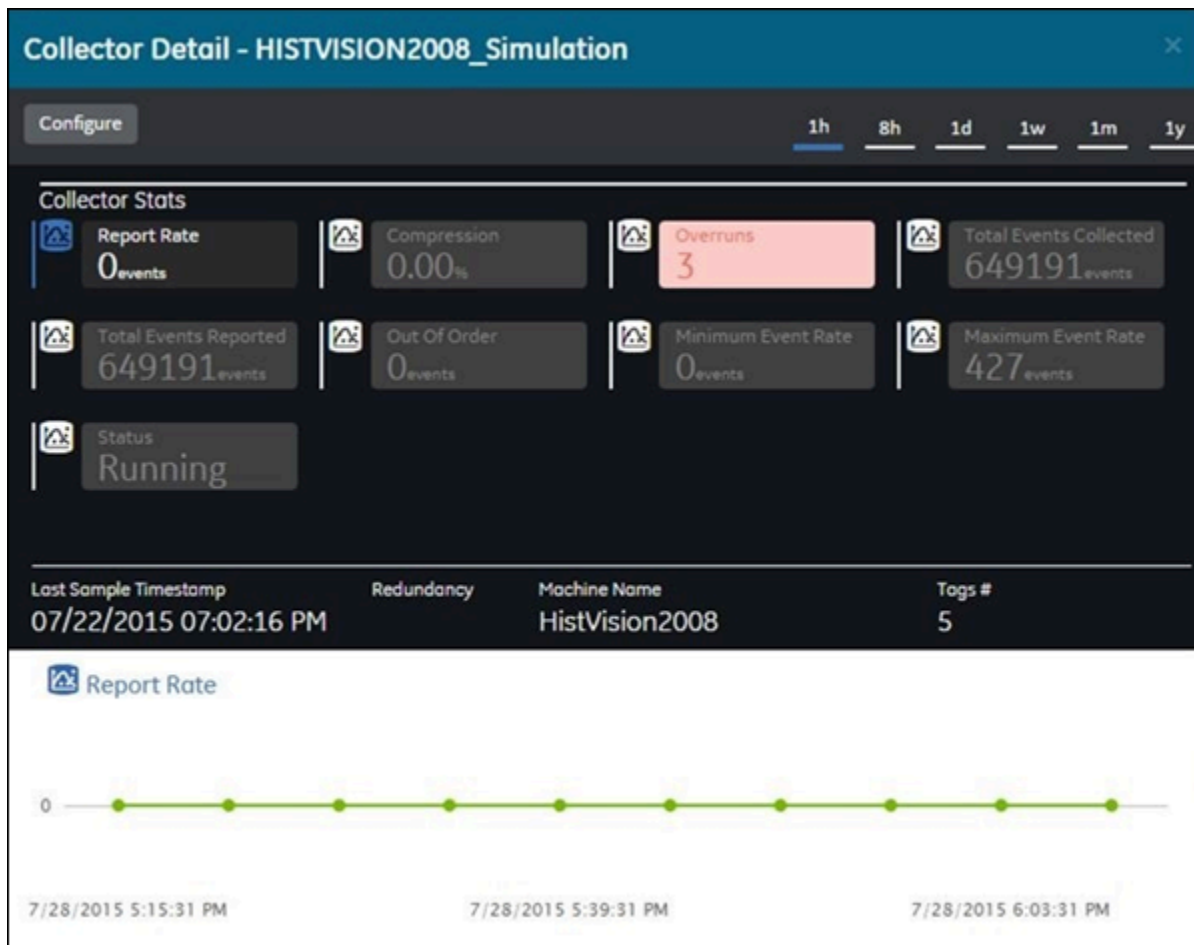 Collector Detail - HISTVISION2008_Simulation
×
Configure
1h 8h 1d 1w 1m 1y
Collector Stats
Report Rate
0events
Compression
0.00%
Overruns
3
Total Events Collected
649191events
Total Events Reported
649191events
Out Of Order
0events
Minimum Event Rate
0events
Maximum Event Rate
427events
Status
Running
Last Sample Timestamp
07/22/2015 07:02:16 PM
Redundancy
Machine Name
HistVision2008
Tags #
5
Report Rate
0
7/28/2015 5:15:31 PM
7/28/2015 5:39:31 PM
7/28/2015 6:03:31 PM